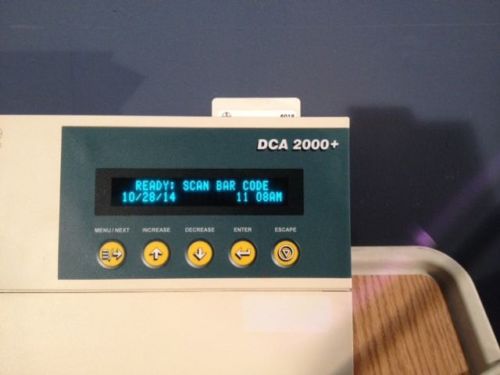 DCA 2000+
READY: SCAN BAR CODE
10/28/14 11 08AM
MENU / NEXT INCREASE DECREASE ENTER ESCAPE